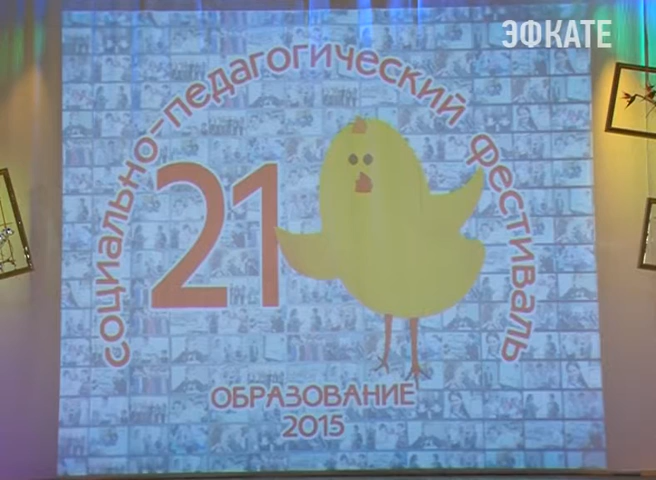 ЭФКАТЕ
социально-педагогический фестиваль
21
ОБРАЗОВАНИЕ
2015